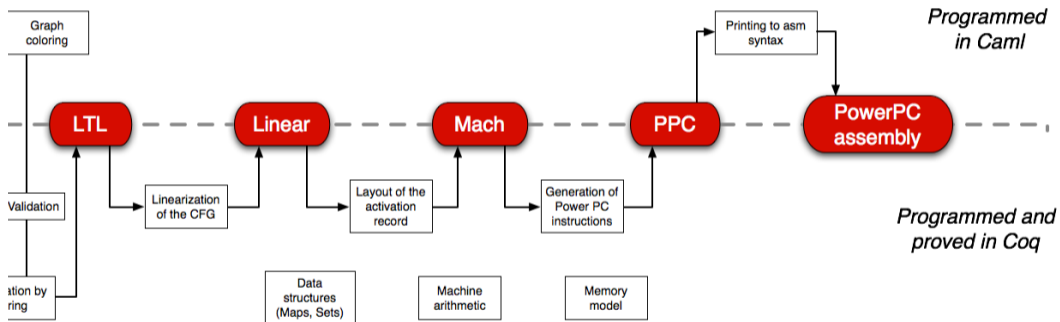 Graph
coloring
Printing to asm
syntax
Programmed
in Caml
LTL
Linear
Mach
PPC
PowerPC
assembly
Validation
Linearization
of the CFG
Layout of the
activation
record
Generation of
Power PC
instructions
Programmed and
proved in Coq
by
Data
structures
(Maps, Sets)
Machine
arithmetic
Memory
model